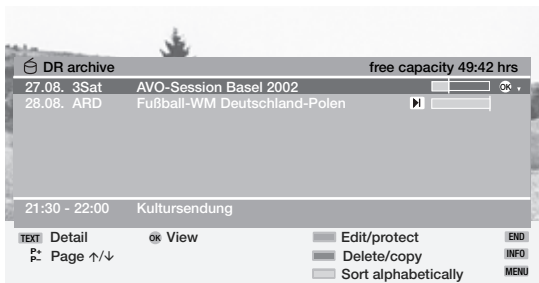 DR archive free capacity 49:42 hrs
27.08. 3Sat AVO-Session Basel 2002 OK
28.08. ARD Fußball-WM Deutschland-Polen
21:30 - 22:00 Kultursendung
TEXT Detail OK View Edit/protect END
P+ P− Page ↑/↓ Delete/copy INFO
Sort alphabetically MENU